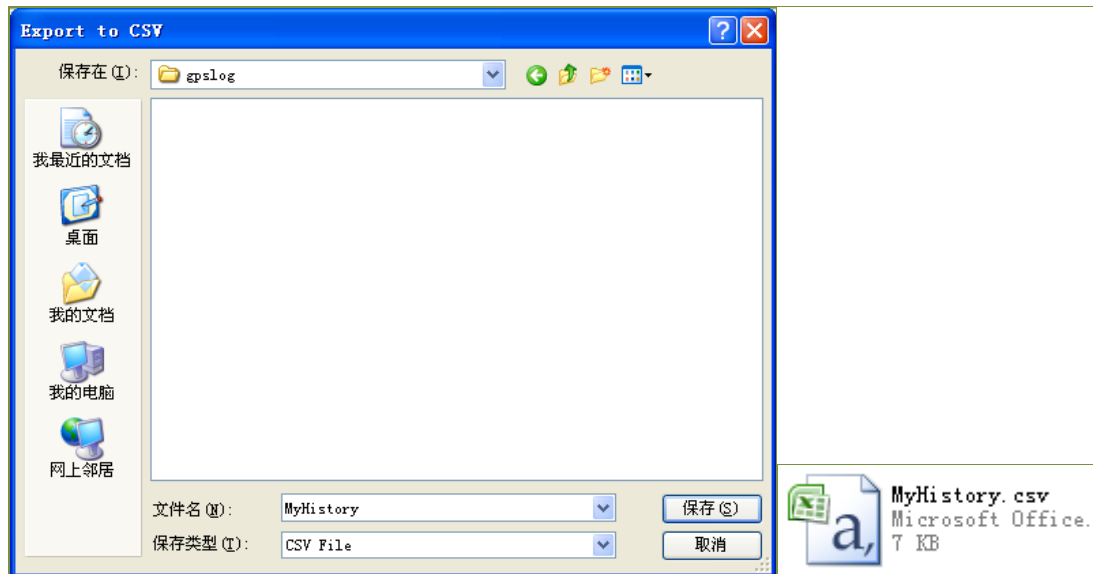 Export to CSV
保存在(I):
gpslog
我最近的文档
桌面
我的文档
我的电脑
网上邻居
文件名(N):
MyHistory
保存(S)
保存类型(T):
CSV File
取消
a,
MyHistory.csv
Microsoft Office.
7 KB